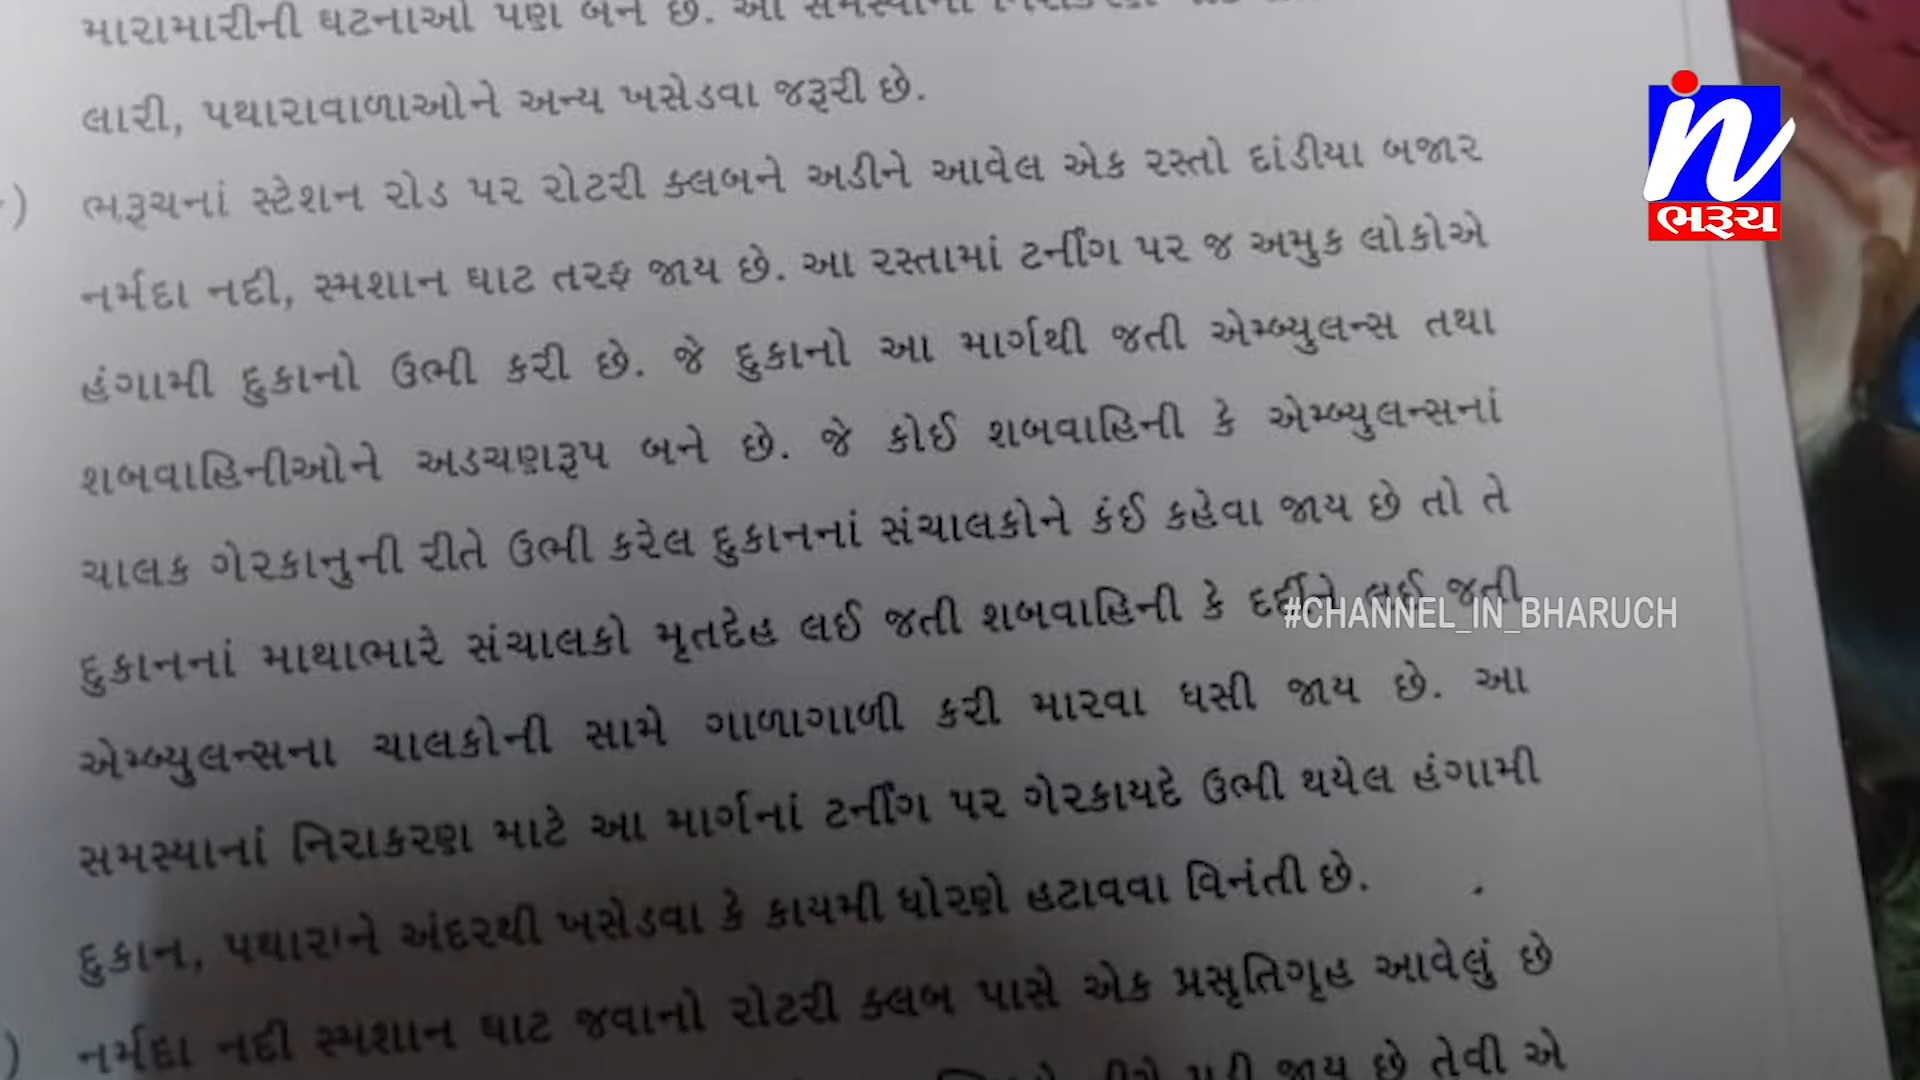 મારામારીની ઘટનાઓ પણ બને છે. આ
લારી, પથારાવાળાઓને અન્ય ખસેડવા જરૂરી છે.
ભરૂચનાં સ્ટેશન રોડ પર રોટરી ક્લબને અડીને આવેલ એક રસ્તો દાંડીયા બજાર
નર્મદા નદી, સ્મશાન ઘાટ તરફ જાય છે. આ રસ્તામાં ટર્નીંગ પર જ અમુક લોકોએ
હંગામી દુકાનો ઉભી કરી છે. જે દુકાનો આ માર્ગથી જતી એમ્બ્યુલન્સ તથા
શબવાહિનીઓને અડચણરૂપ બને છે. જે કોઈ શબવાહિની કે એમ્બ્યુલન્સનાં
ચાલક ગેરકાનુની રીતે ઉભી કરેલ દુકાનનાં સંચાલકોને કંઈ કહેવા જાય છે તો તે
દુકાનનાં માથાભારે સંચાલકો મૃતદેહ લઈ જતી શબવાહિની કે દર્દીને લઈ જતી
એમ્બ્યુલન્સના ચાલકોની સામે ગાળાગાળી કરી મારવા ધસી જાય છે. આ
સમસ્યાનાં નિરાકરણ માટે આ માર્ગનાં ટર્નીંગ પર ગેરકાયદે ઉભી થયેલ હંગામી
દુકાન, પથારાને અંદરથી ખસેડવા કે કાયમી ધોરણે હટાવવા વિનંતી છે.
નર્મદા નદી સ્મશાન ઘાટ જવાનો રોટરી ક્લબ પાસે એક પ્રસૃતિગૃહ આવેલું છે
જાય છે તેવી એ
in
ભરૂચ
#CHANNEL_IN_BHARUCH